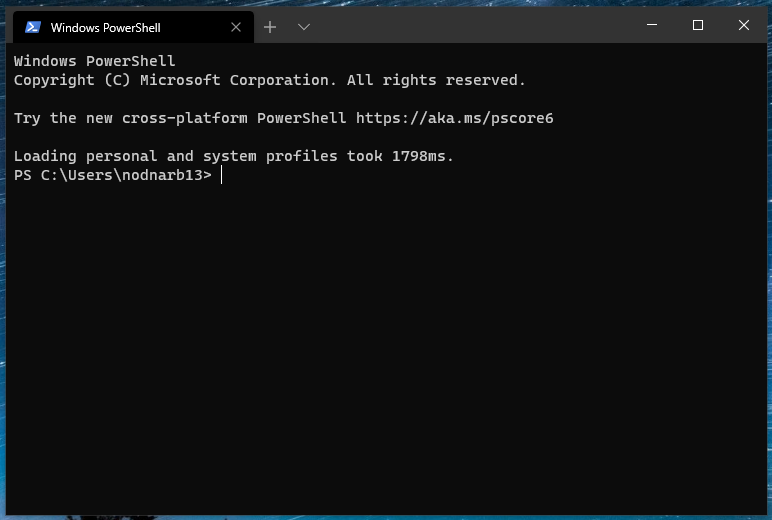 Windows PowerShell
Windows PowerShell
Copyright (C) Microsoft Corporation. All rights reserved.
Try the new cross-platform PowerShell https://aka.ms/pscore6
Loading personal and system profiles took 1798ms.
PS C:\Users\nodnarb13>